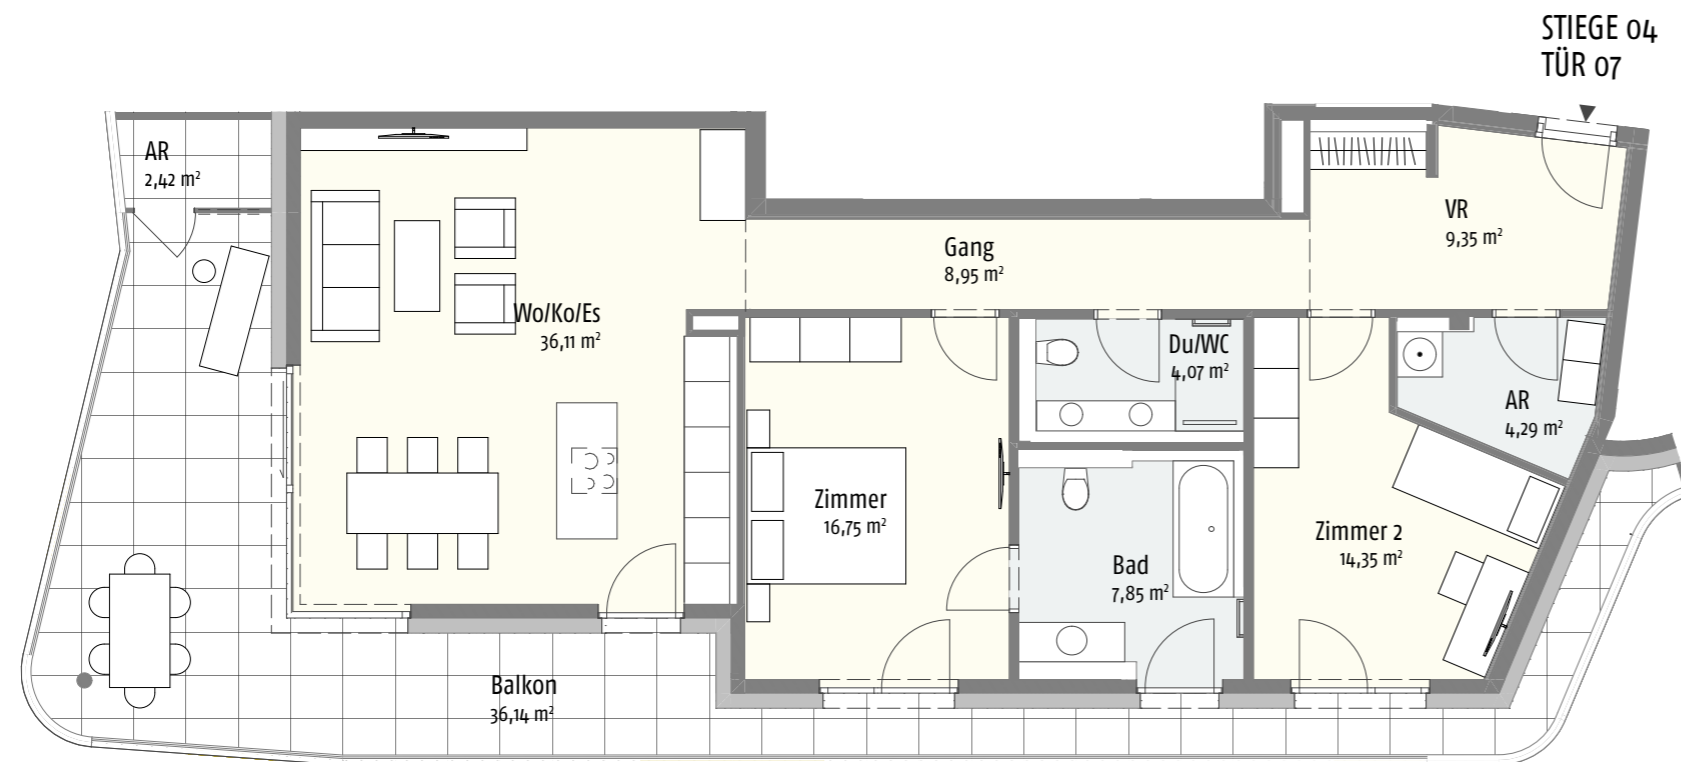 STIEGE 04
TÜR 07
AR
2,42 m²
VR
9,35 m²
Gang
8,95 m²
Wo/Ko/Es
36,11 m²
Du/WC
4,07 m²
AR
4,29 m²
Zimmer
16,75 m²
Zimmer 2
14,35 m²
Bad
7,85 m²
Balkon
36,14 m²